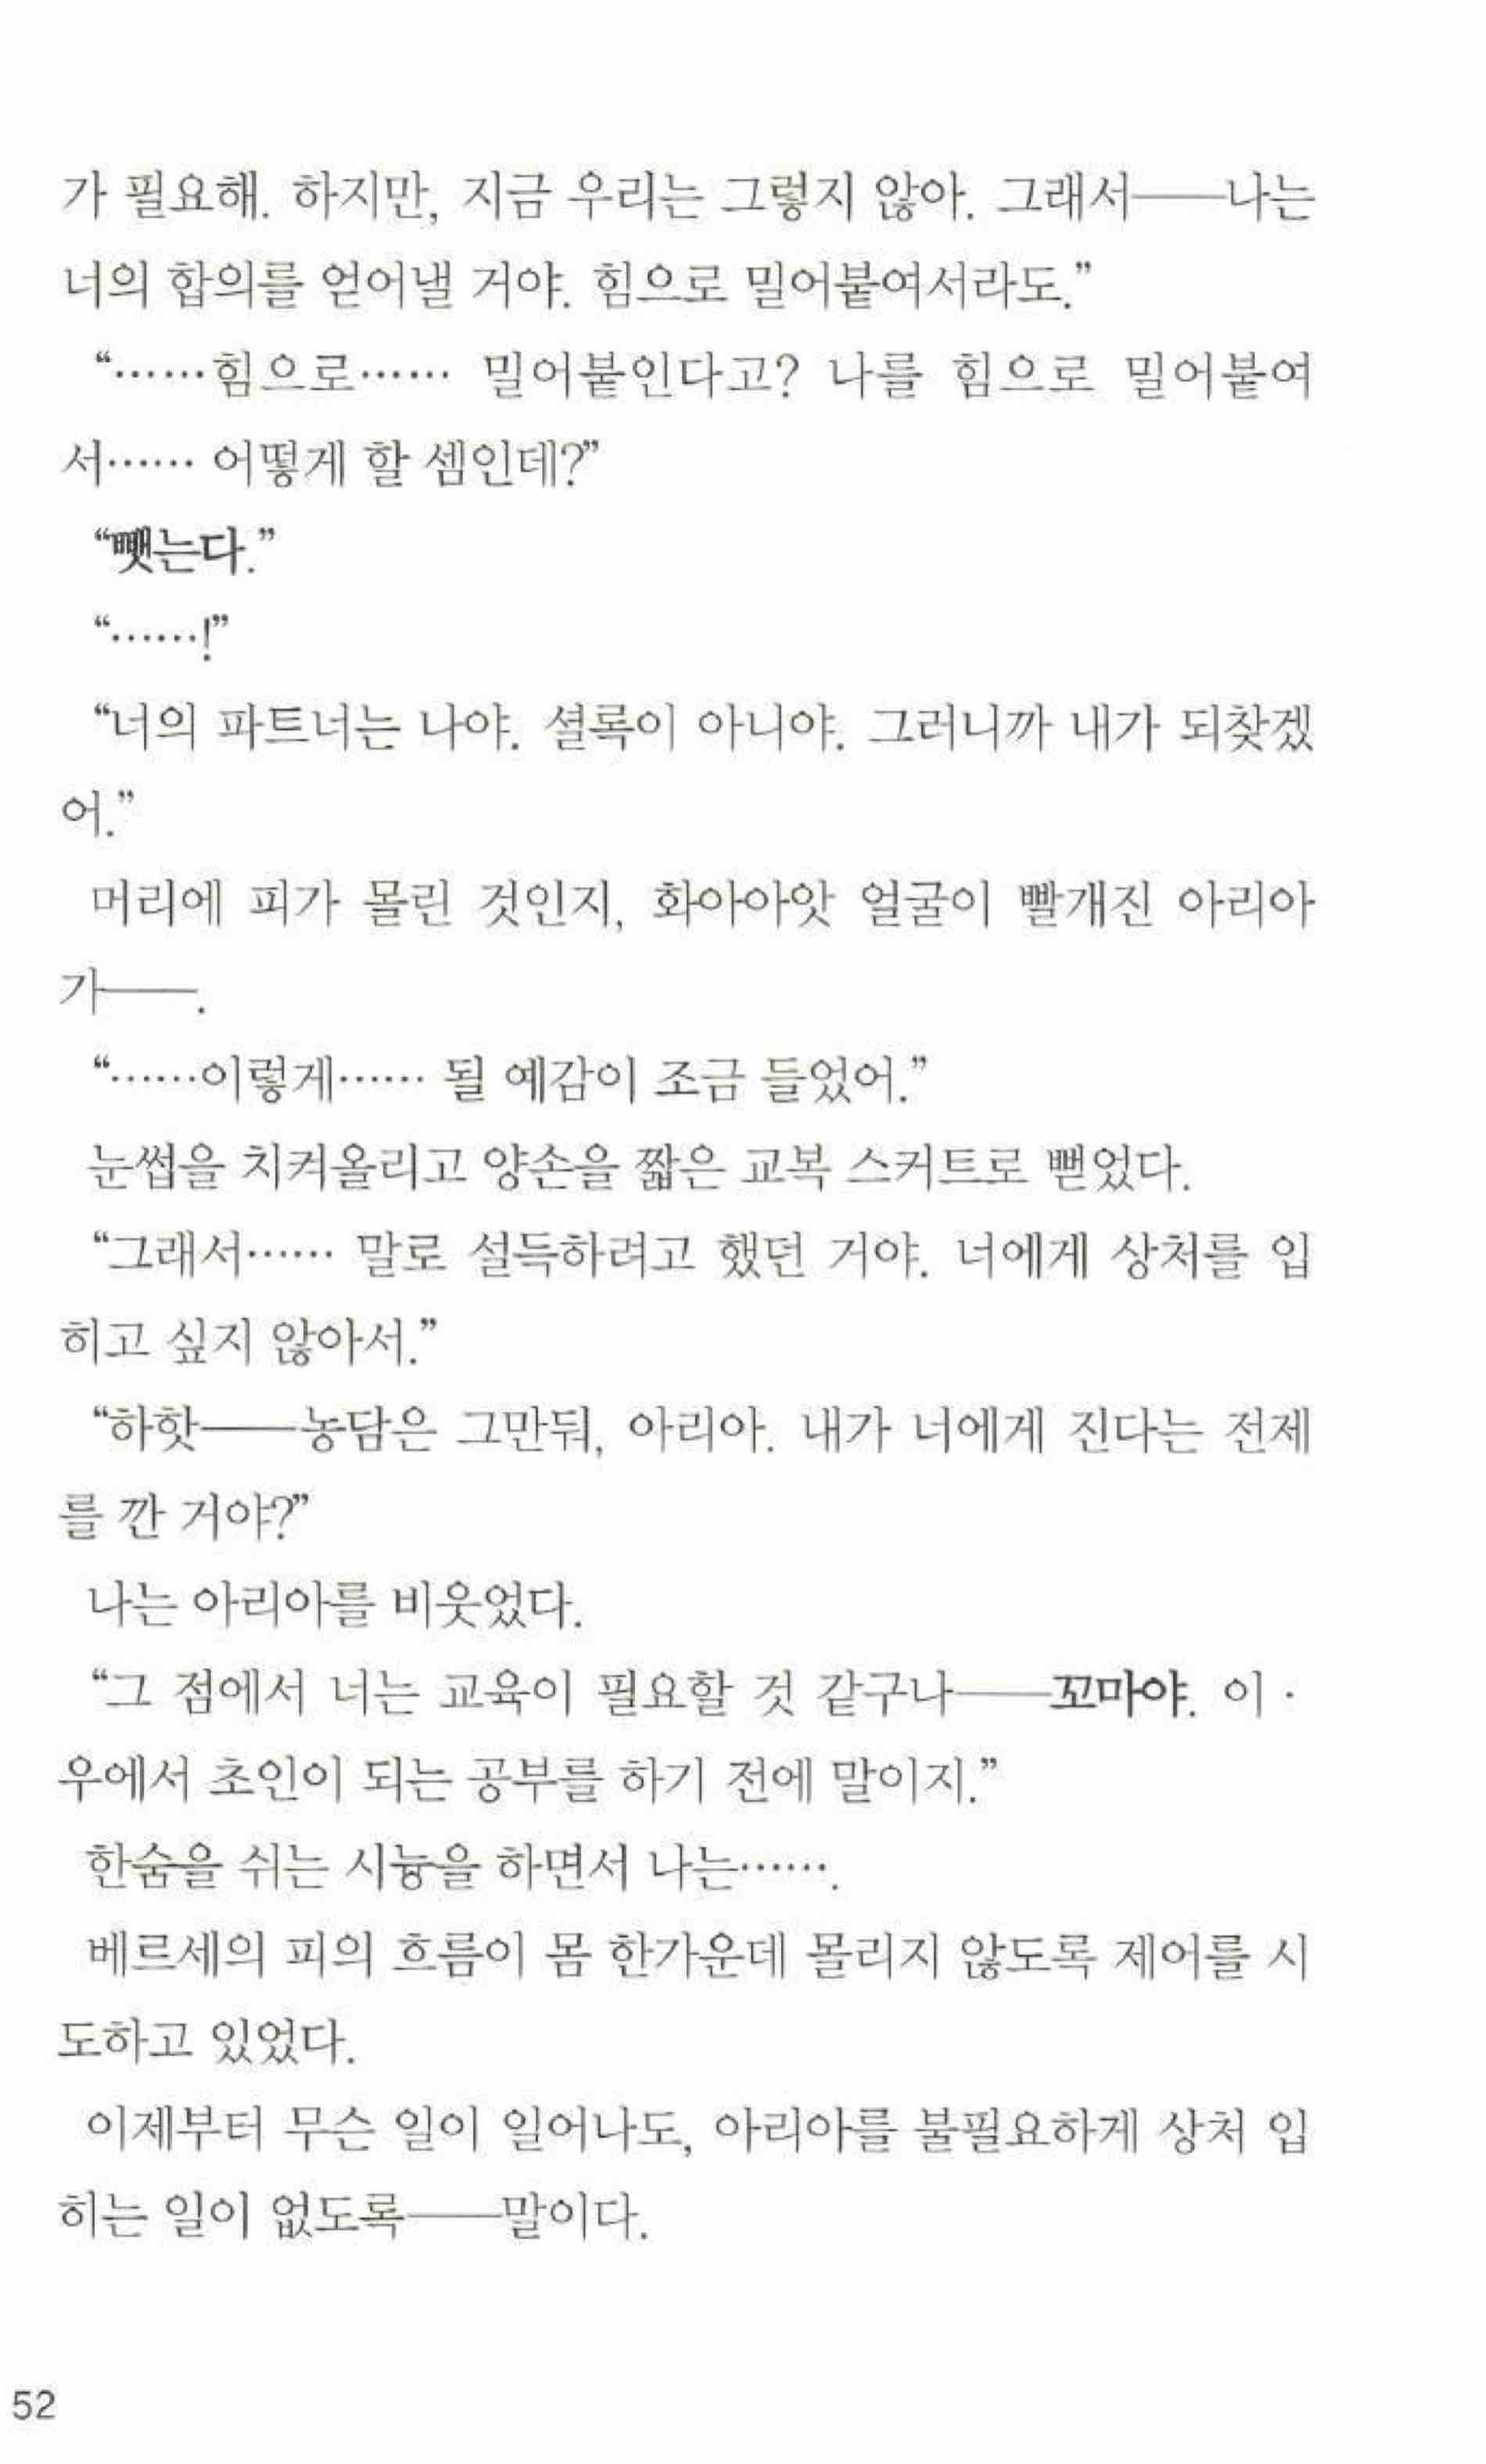 가 필요해. 하지만, 지금 우리는 그렇지 않아. 그래서──나는
너의 합의를 얻어낼 거야. 힘으로 밀어붙여서라도.”
“……힘으로…… 밀어붙인다고? 나를 힘으로 밀어붙여
서…… 어떻게 할 셈인데?”
“뺏는다.”
“……!”
“너의 파트너는 나야. 셜록이 아니야. 그러니까 내가 되찾겠
어.”
머리에 피가 몰린 것인지, 화아아앗 얼굴이 빨개진 아리아
가──.
“……이렇게…… 될 예감이 조금 들었어.”
눈썹을 치켜올리고 양손을 짧은 교복 스커트로 뻗었다.
“그래서…… 말로 설득하려고 했던 거야. 너에게 상처를 입
히고 싶지 않아서.”
“하핫──농담은 그만둬, 아리아. 내가 너에게 진다는 전제
를 깐 거야?”
나는 아리아를 비웃었다.
“그 점에서 너는 교육이 필요할 것 같구나──꼬마야. 이·
우에서 초인이 되는 공부를 하기 전에 말이지.”
한숨을 쉬는 시늉을 하면서 나는…….
베르세의 피의 흐름이 몸 한가운데 몰리지 않도록 제어를 시
도하고 있었다.
이제부터 무슨 일이 일어나도, 아리아를 불필요하게 상처 입
히는 일이 없도록──말이다.
52